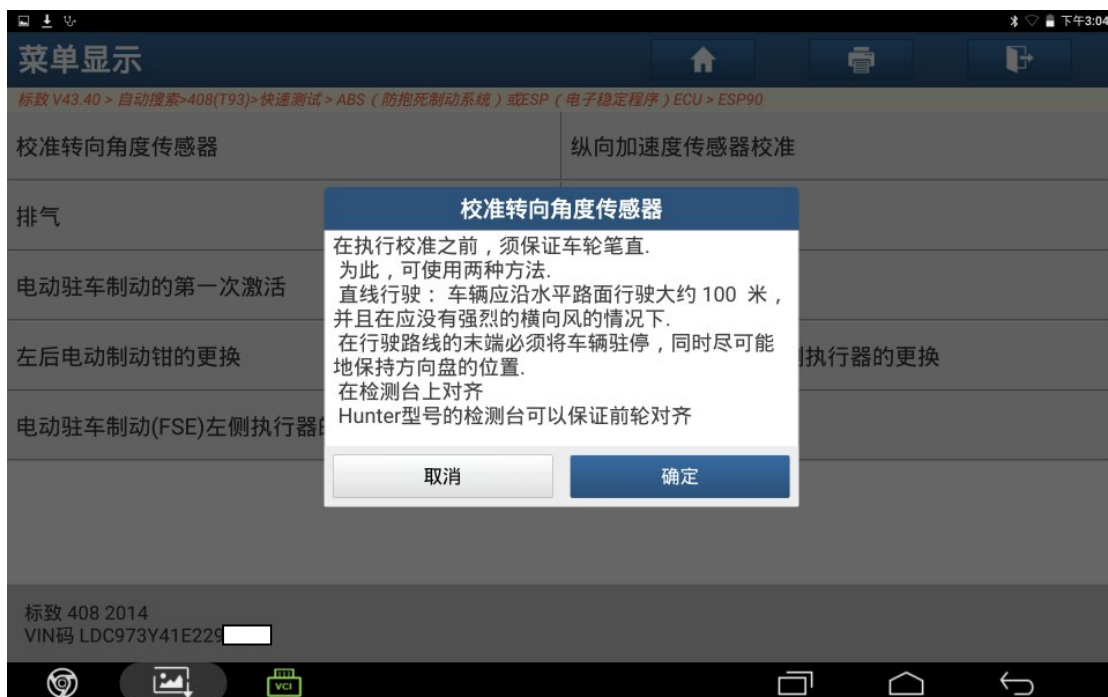 下午3:04
菜单显示
标致 V43.40 > 自动搜索>408(T93)>快速测试 > ABS（防抱死制动系统）或ESP（电子稳定程序）ECU > ESP90
校准转向角度传感器
纵向加速度传感器校准
排气
电动驻车制动的第一次激活
左后电动制动钳的更换
执行器的更换
电动驻车制动(FSE)左侧执行器
校准转向角度传感器
在执行校准之前，须保证车轮笔直.
为此，可使用两种方法.
直线行驶： 车辆应沿水平路面行驶大约 100 米，
并且在应没有强烈的横向风的情况下.
在行驶路线的末端必须将车辆驻停，同时尽可能
地保持方向盘的位置.
在检测台上对齐
Hunter型号的检测台可以保证前轮对齐
取消
确定
标致 408 2014
VIN码 LDC973Y41E229
VCI